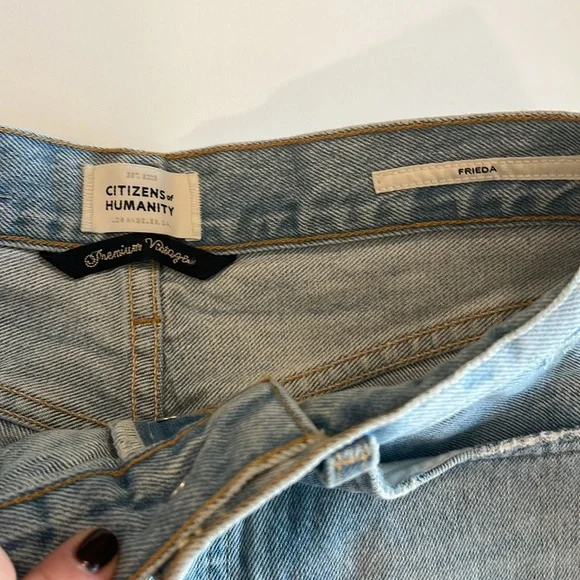 EST. 2003
CITIZENS of
HUMANITY
LOS ANGELES, CA
Premium Vintage
FRIEDA